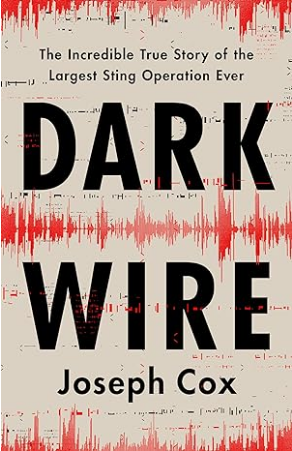 The Incredible True Story of the
Largest Sting Operation Ever
DARK
WIRE
Joseph Cox